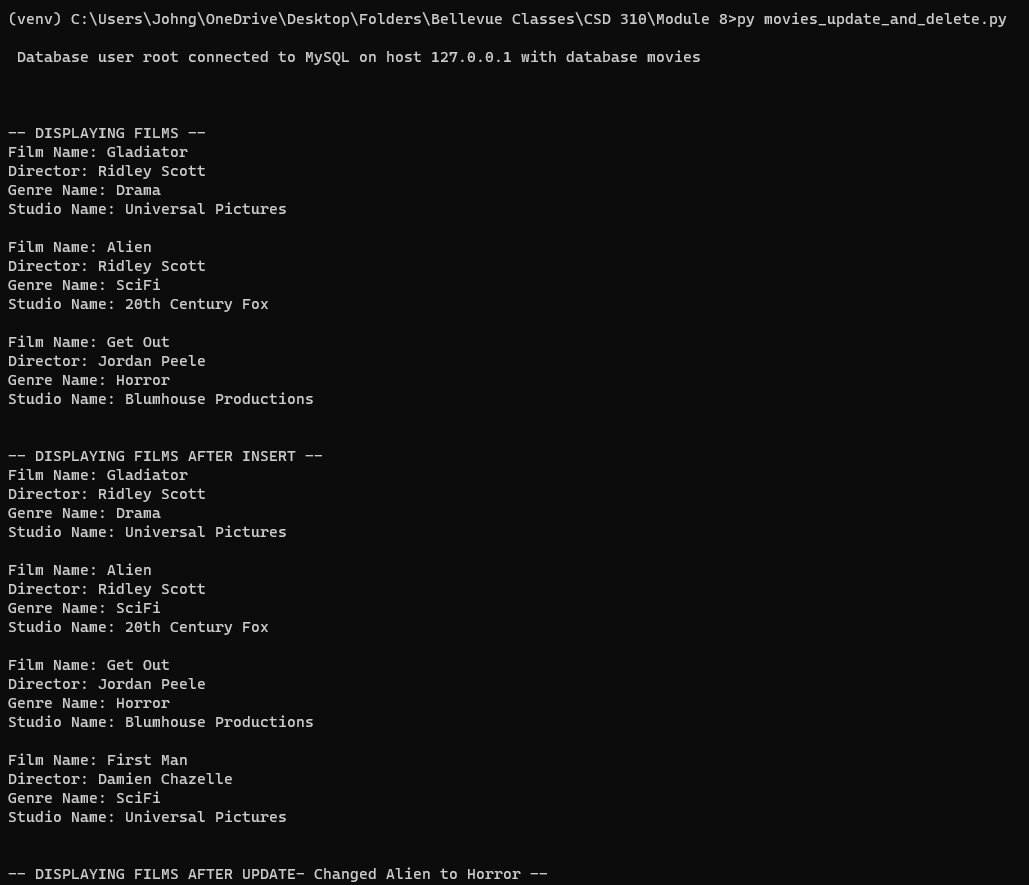 (venv) C:\Users\Johng\OneDrive\Desktop\Folders\Bellevue Classes\CSD 310\Module 8>py movies_update_and_delete.py
Database user root connected to MySQL on host 127.0.0.1 with database movies
-- DISPLAYING FILMS --
Film Name: Gladiator
Director: Ridley Scott
Genre Name: Drama
Studio Name: Universal Pictures
Film Name: Alien
Director: Ridley Scott
Genre Name: SciFi
Studio Name: 20th Century Fox
Film Name: Get Out
Director: Jordan Peele
Genre Name: Horror
Studio Name: Blumhouse Productions
-- DISPLAYING FILMS AFTER INSERT --
Film Name: Gladiator
Director: Ridley Scott
Genre Name: Drama
Studio Name: Universal Pictures
Film Name: Alien
Director: Ridley Scott
Genre Name: SciFi
Studio Name: 20th Century Fox
Film Name: Get Out
Director: Jordan Peele
Genre Name: Horror
Studio Name: Blumhouse Productions
Film Name: First Man
Director: Damien Chazelle
Genre Name: SciFi
Studio Name: Universal Pictures
-- DISPLAYING FILMS AFTER UPDATE- Changed Alien to Horror --